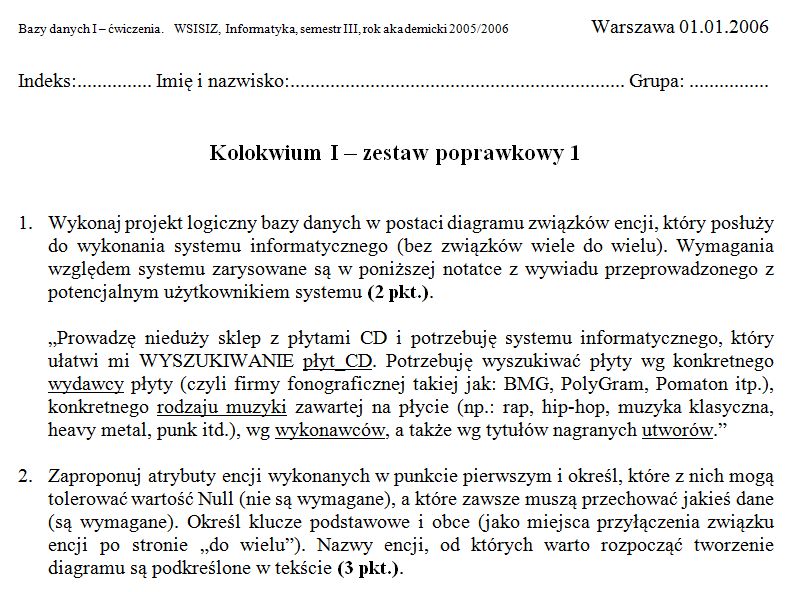 Bazy danych I – ćwiczenia. WSISIZ, Informatyka, semestr III, rok akademicki 2005/2006 Warszawa 01.01.2006
Indeks:............... Imię i nazwisko:.................................................................... Grupa: ................
Kolokwium I – zestaw poprawkowy 1
1. Wykonaj projekt logiczny bazy danych w postaci diagramu związków encji, który posłuży
do wykonania systemu informatycznego (bez związków wiele do wielu). Wymagania
względem systemu zarysowane są w poniższej notatce z wywiadu przeprowadzonego z
potencjalnym użytkownikiem systemu (2 pkt.).
„Prowadzę nieduży sklep z płytami CD i potrzebuję systemu informatycznego, który
ułatwi mi WYSZUKIWANIE płyt_CD. Potrzebuję wyszukiwać płyty wg konkretnego
wydawcy płyty (czyli firmy fonograficznej takiej jak: BMG, PolyGram, Pomaton itp.),
konkretnego rodzaju muzyki zawartej na płycie (np.: rap, hip-hop, muzyka klasyczna,
heavy metal, punk itd.), wg wykonawców, a także wg tytułów nagranych utworów.”
2. Zaproponuj atrybuty encji wykonanych w punkcie pierwszym i określ, które z nich mogą
tolerować wartość Null (nie są wymagane), a które zawsze muszą przechować jakieś dane
(są wymagane). Określ klucze podstawowe i obce (jako miejsca przyłączenia związku
encji po stronie „do wielu”). Nazwy encji, od których warto rozpocząć tworzenie
diagramu są podkreślone w tekście (3 pkt.).